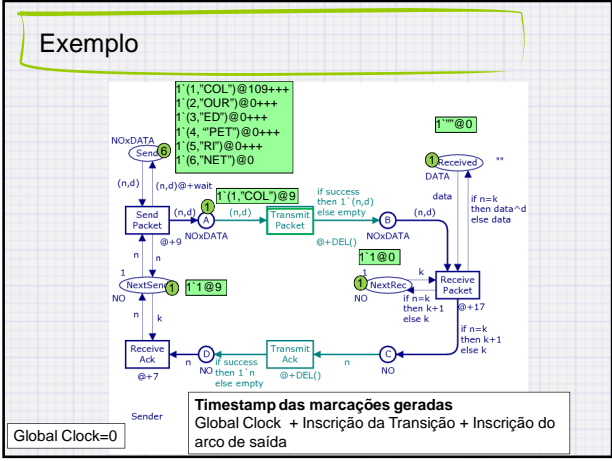 Exemplo
1`(1,"COL")@109+++
1`(2,"OUR")@0+++
1`(3,"ED")@0+++
1`(4, ""PET")@0+++
1`(5,"RI")@0+++
1`(6,"NET")@0
1`""@0
NOxDATA
Send
6
1
Received
""
DATA
(n,d)
(n,d)@+wait
1`(1,"COL")@9
if success
then 1`(n,d)
else empty
data
if n=k
then data^d
else data
Send
Packet
(n,d)
1
A
(n,d)
Transmit
Packet
B
(n,d)
@+9
NOxDATA
@+DEL()
NOxDATA
n
n
1`1@0
1
NextSend
1
1`1@9
NO
1
1
NextRec
NO
k
if n=k
then k+1
else k
Receive
Packet
@+17
n
k
if n=k
then k+1
else k
Receive
Ack
n
D
if success
then 1`n
else empty
Transmit
Ack
n
C
@+7
NO
@+DEL()
NO
Sender
Timestamp das marcações geradas
Global Clock + Inscrição da Transição + Inscrição do
arco de saída
Global Clock=0